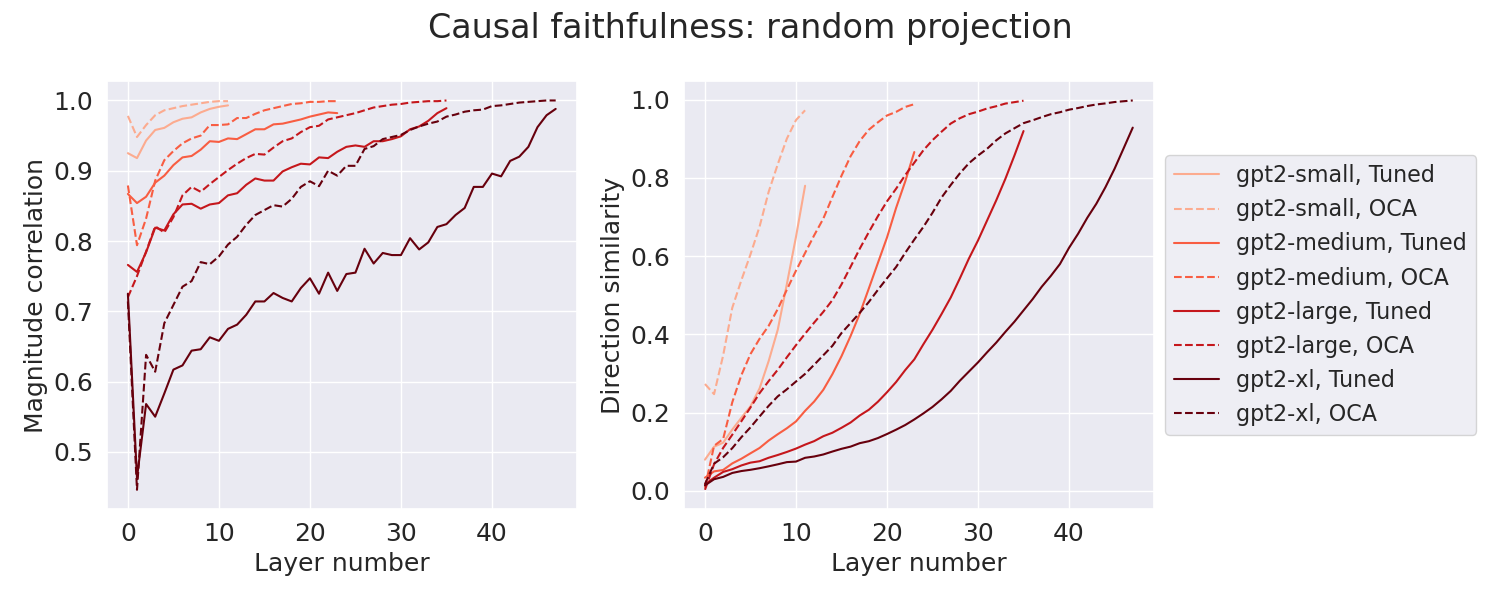 Causal faithfulness: random projection
Magnitude correlation
1.0
0.9
0.8
0.7
0.6
0.5
0 10 20 30 40
Layer number
Direction similarity
1.0
0.8
0.6
0.4
0.2
0.0
0 10 20 30 40
Layer number
gpt2-small, Tuned
gpt2-small, OCA
gpt2-medium, Tuned
gpt2-medium, OCA
gpt2-large, Tuned
gpt2-large, OCA
gpt2-xl, Tuned
gpt2-xl, OCA